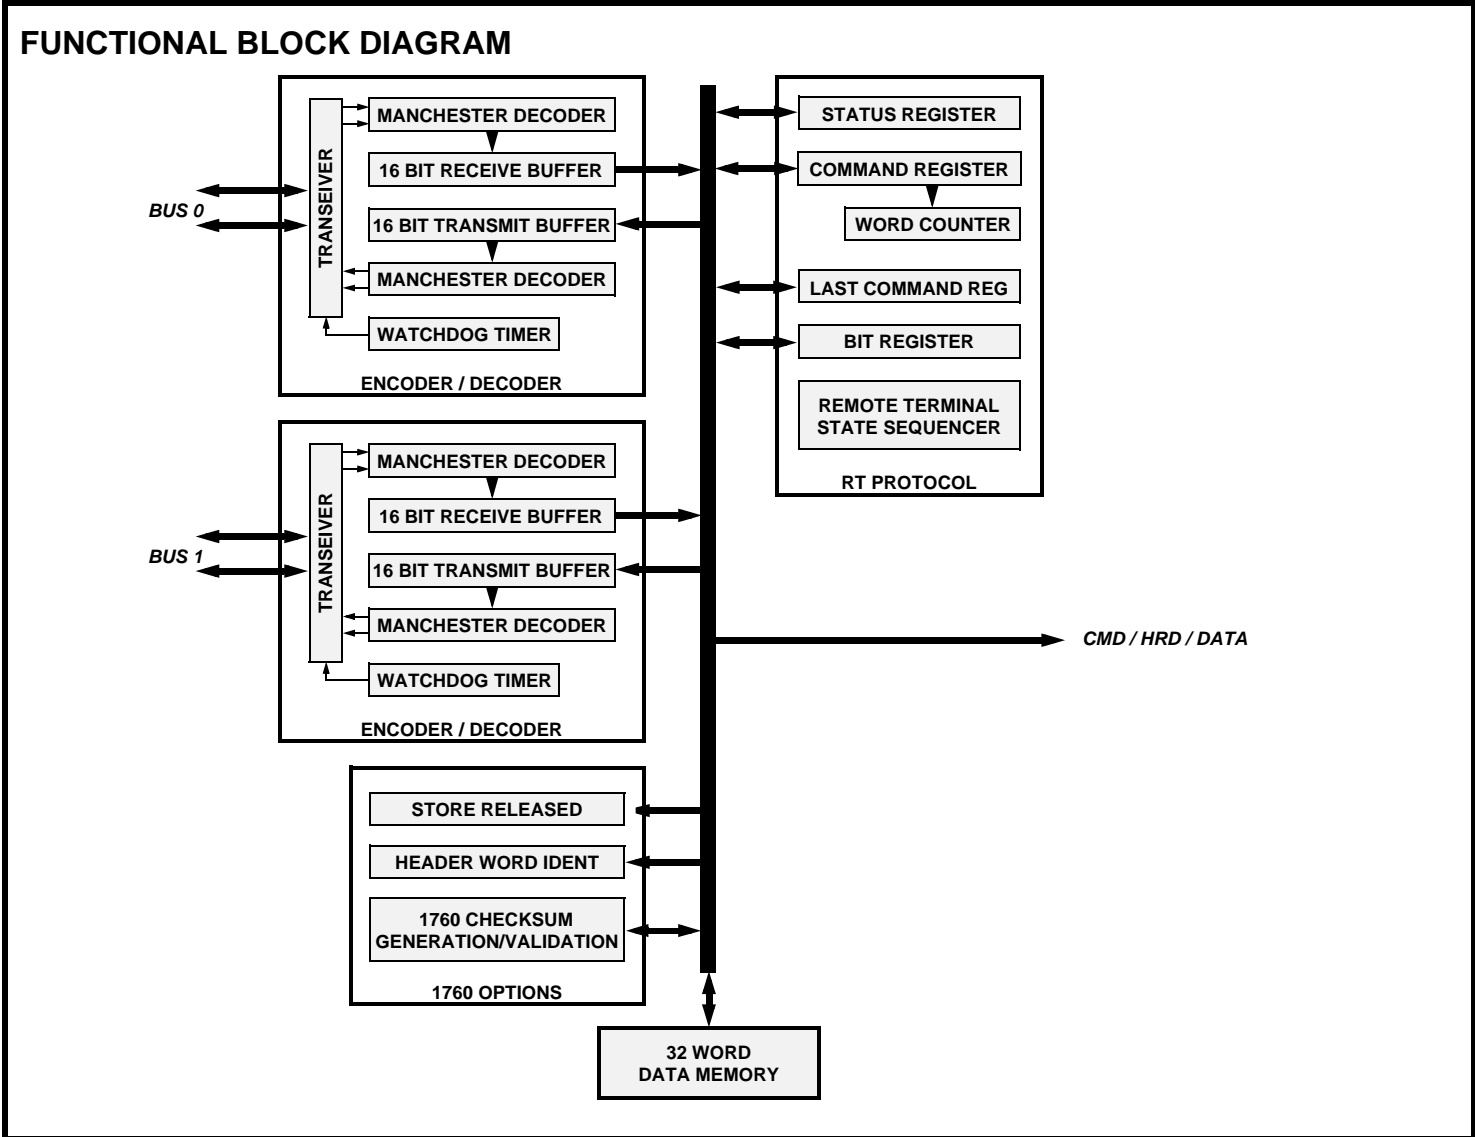 FUNCTIONAL BLOCK DIAGRAM
BUS 0
TRANSEIVER
MANCHESTER DECODER
16 BIT RECEIVE BUFFER
16 BIT TRANSMIT BUFFER
MANCHESTER DECODER
WATCHDOG TIMER
ENCODER / DECODER
BUS 1
TRANSEIVER
MANCHESTER DECODER
16 BIT RECEIVE BUFFER
16 BIT TRANSMIT BUFFER
MANCHESTER DECODER
WATCHDOG TIMER
ENCODER / DECODER
STORE RELEASED
HEADER WORD IDENT
1760 CHECKSUM
GENERATION/VALIDATION
1760 OPTIONS
STATUS REGISTER
COMMAND REGISTER
WORD COUNTER
LAST COMMAND REG
BIT REGISTER
REMOTE TERMINAL
STATE SEQUENCER
RT PROTOCOL
CMD / HRD / DATA
32 WORD
DATA MEMORY